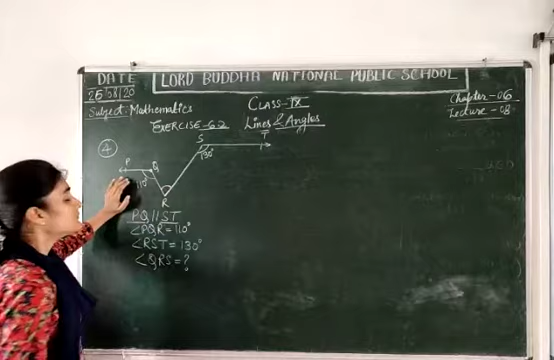 DATE
25/08/20
LORD BUDDHA NATIONAL PUBLIC SCHOOL
Subject: Mathematics
CLASS-IX
Chapter-06
Lecture-08
EXERCISE-6.2
Lines & Angles
4
P Q S T
110° 130°
R
PQ || ST
∠PQR = 110°
∠RST = 130°
∠QRS = ?